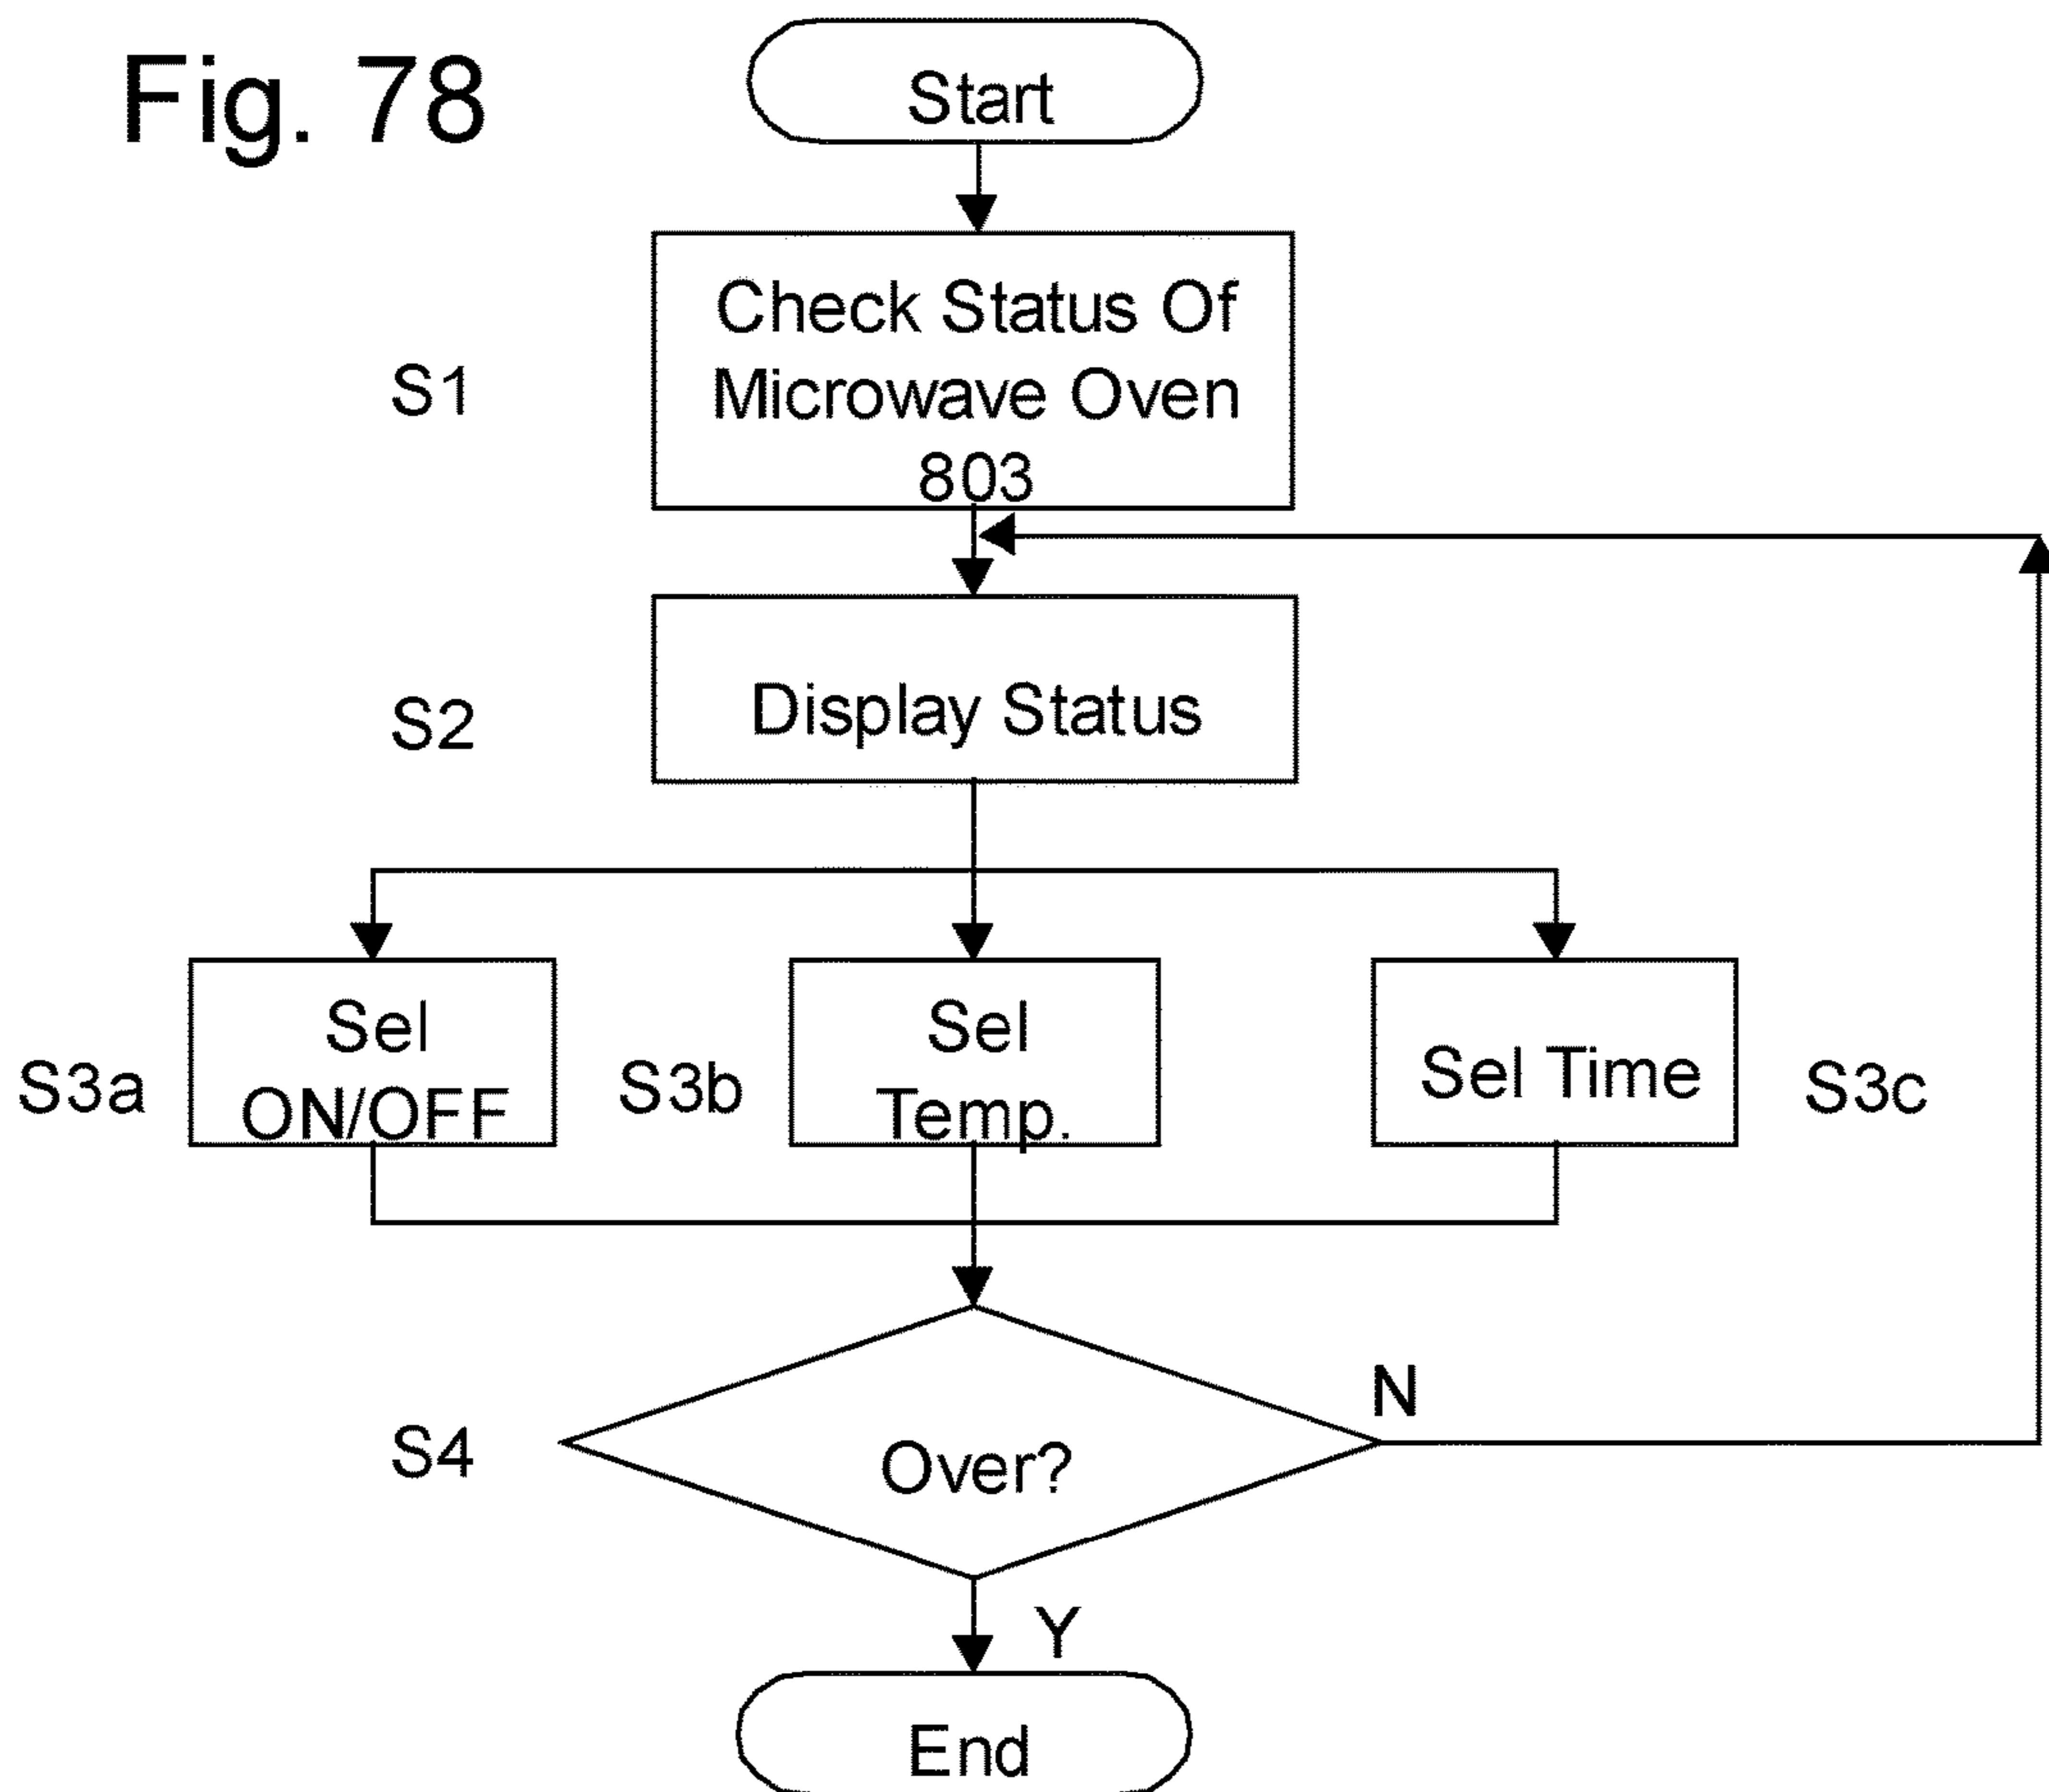 Fig. 78
Start
S1
Check Status Of
Microwave Oven
803
S2
Display Status
S3a
Sel
ON/OFF
S3b
Sel
Temp.
Sel Time
S3c
S4
Over?
N
Y
End